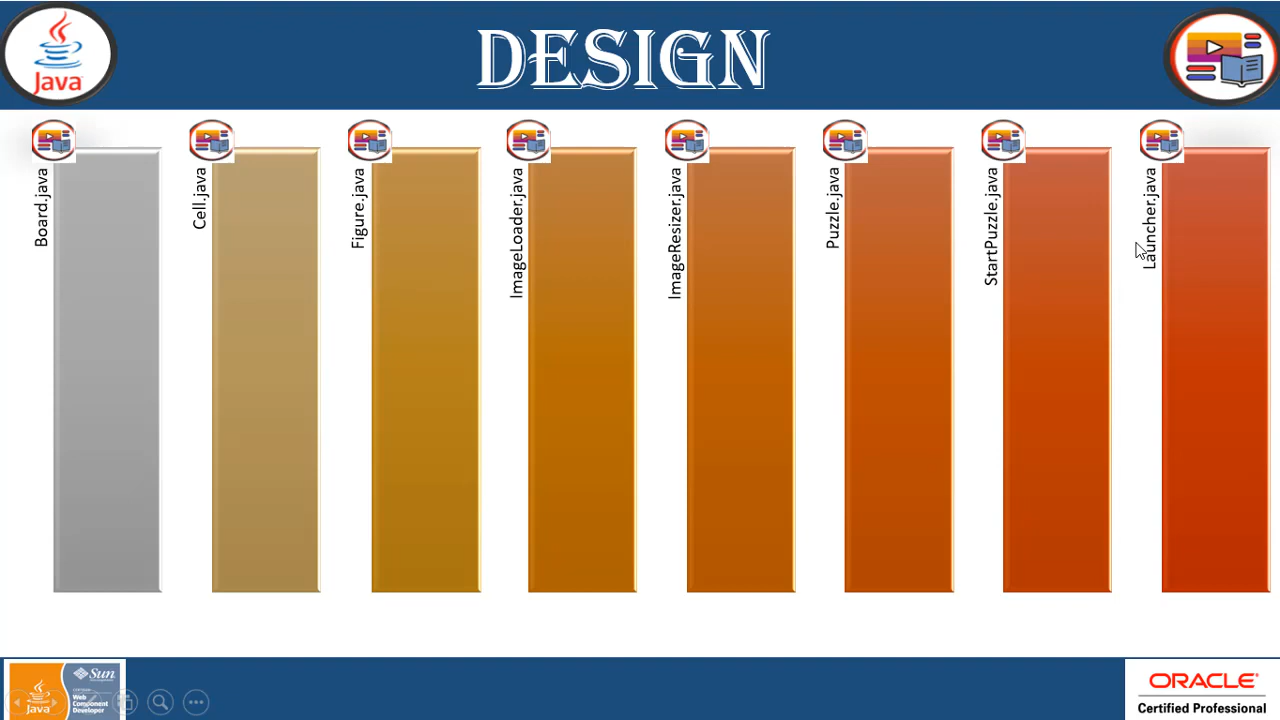 Java
DESIGN
Board.java
Cell.java
Figure.java
ImageLoader.java
ImageResizer.java
Puzzle.java
StartPuzzle.java
Launcher.java
Java
Sun
Web
Component
Developer
ORACLE
Certified Professional